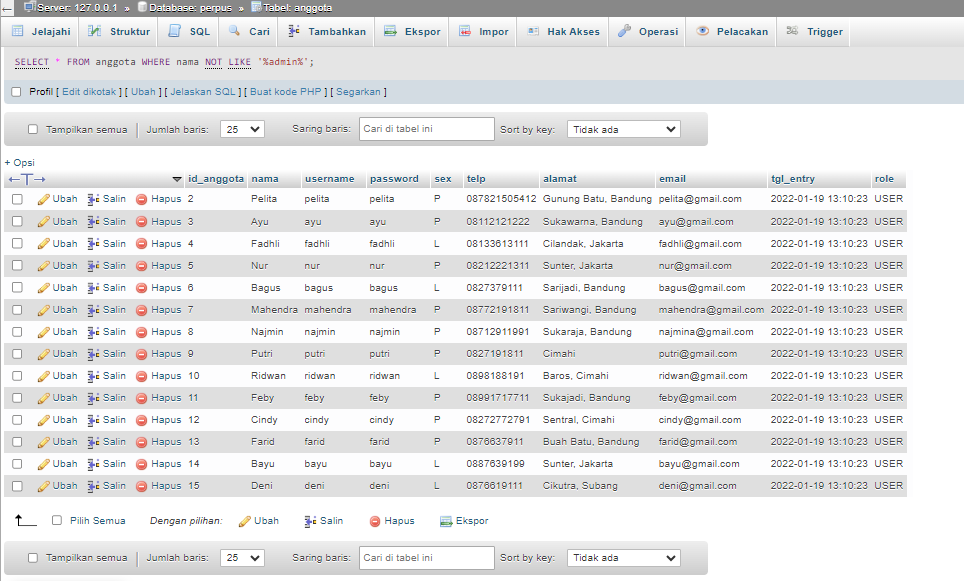 Server: 127.0.0.1 » Database: perpus » Tabel: anggota
Jelajahi Struktur SQL Cari Tambahkan Ekspor Impor Hak Akses Operasi Pelacakan Trigger
SELECT * FROM anggota WHERE nama NOT LIKE '%admin%';
Profil [ Edit dikotak ] [ Ubah ] [ Jelaskan SQL ] [ Buat kode PHP ] [ Segarkan ]
Tampilkan semua | Jumlah baris: 25 Saring baris: Cari di tabel ini Sort by key: Tidak ada
+ Opsi
←T→ id_anggota nama username password sex telp alamat email tgl_entry role
Ubah Salin Hapus 2 Pelita pelita pelita P 087821505412 Gunung Batu, Bandung pelita@gmail.com 2022-01-19 13:10:23 USER
Ubah Salin Hapus 3 Ayu ayu ayu P 08112121222 Sukawarna, Bandung ayu@gmail.com 2022-01-19 13:10:23 USER
Ubah Salin Hapus 4 Fadhli fadhli fadhli L 08133613111 Cilandak, Jakarta fadhli@gmail.com 2022-01-19 13:10:23 USER
Ubah Salin Hapus 5 Nur nur nur P 08212221311 Sunter, Jakarta nur@gmail.com 2022-01-19 13:10:23 USER
Ubah Salin Hapus 6 Bagus bagus bagus L 0827379111 Sarijadi, Bandung bagus@gmail.com 2022-01-19 13:10:23 USER
Ubah Salin Hapus 7 Mahendra mahendra mahendra P 08772191811 Sariwangi, Bandung mahendra@gmail.com 2022-01-19 13:10:23 USER
Ubah Salin Hapus 8 Najmin najmin najmin P 08712911991 Sukaraja, Bandung najmina@gmail.com 2022-01-19 13:10:23 USER
Ubah Salin Hapus 9 Putri putri putri P 0827191811 Cimahi putri@gmail.com 2022-01-19 13:10:23 USER
Ubah Salin Hapus 10 Ridwan ridwan ridwan L 0898188191 Baros, Cimahi ridwan@gmail.com 2022-01-19 13:10:23 USER
Ubah Salin Hapus 11 Feby feby feby P 08991717711 Sukajadi, Bandung feby@gmail.com 2022-01-19 13:10:23 USER
Ubah Salin Hapus 12 Cindy cindy cindy P 08272772791 Sentral, Cimahi cindy@gmail.com 2022-01-19 13:10:23 USER
Ubah Salin Hapus 13 Farid farid farid P 0876637911 Buah Batu, Bandung farid@gmail.com 2022-01-19 13:10:23 USER
Ubah Salin Hapus 14 Bayu bayu bayu L 0887639199 Sunter, Jakarta bayu@gmail.com 2022-01-19 13:10:23 USER
Ubah Salin Hapus 15 Deni deni deni L 0876619111 Cikutra, Subang deni@gmail.com 2022-01-19 13:10:23 USER
Pilih Semua Dengan pilihan: Ubah Salin Hapus Ekspor
Tampilkan semua | Jumlah baris: 25 Saring baris: Cari di tabel ini Sort by key: Tidak ada